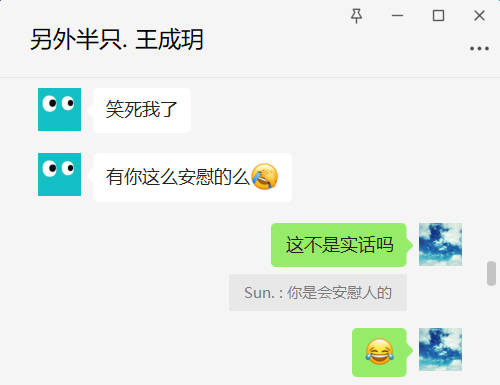 另外半只. 王成玥
笑死我了
有你这么安慰的么🤣
这不是实话吗
Sun. : 你是会安慰人的
😂